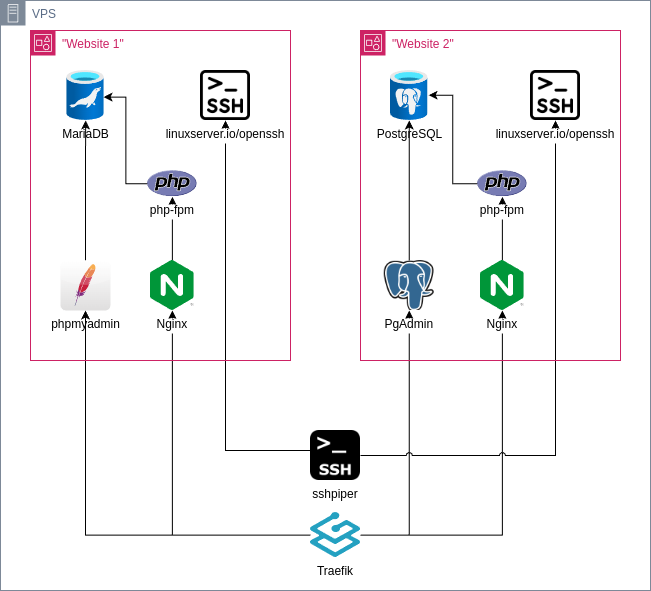 VPS
"Website 1"
"Website 2"
>_
SSH
>_
SSH
MariaDB
linuxserver.io/openssh
PostgreSQL
linuxserver.io/openssh
php
php
php-fpm
php-fpm
N
N
phpmyadmin
Nginx
PgAdmin
Nginx
>_
SSH
sshpiper
Traefik